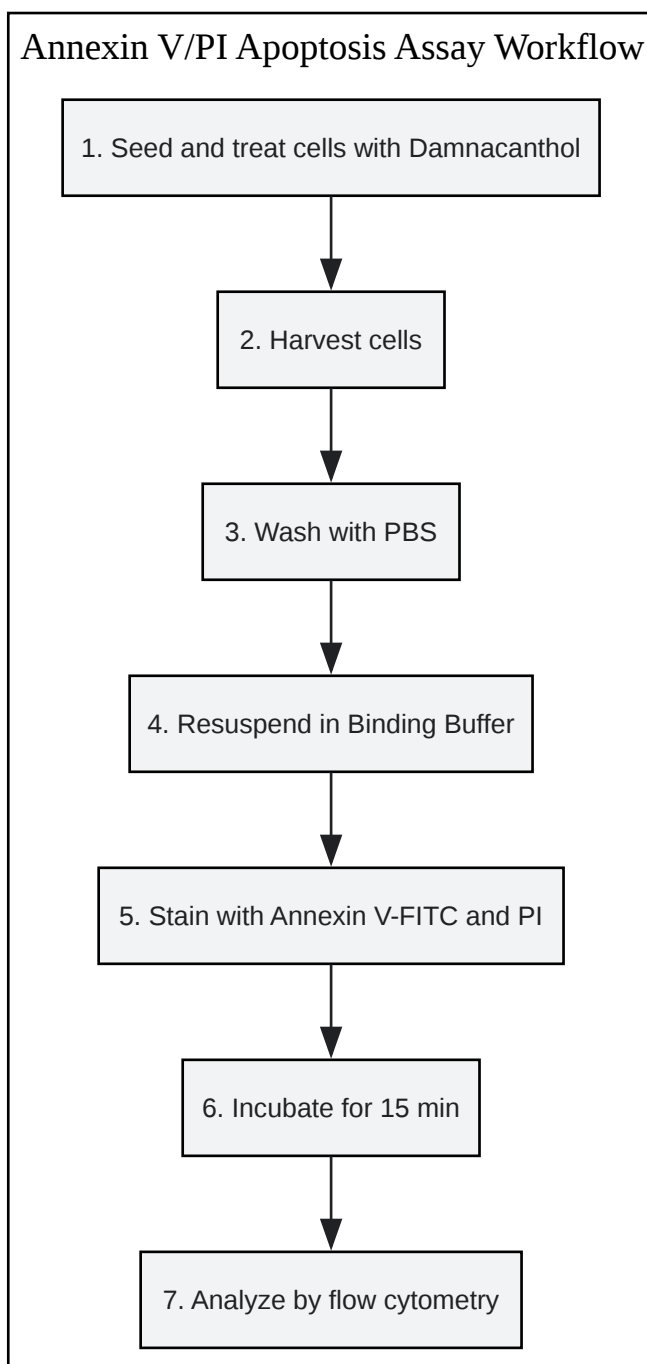 Annexin V/PI Apoptosis Assay Workflow
1. Seed and treat cells with Damnacanthol
2. Harvest cells
3. Wash with PBS
4. Resuspend in Binding Buffer
5. Stain with Annexin V-FITC and PI
6. Incubate for 15 min
7. Analyze by flow cytometry